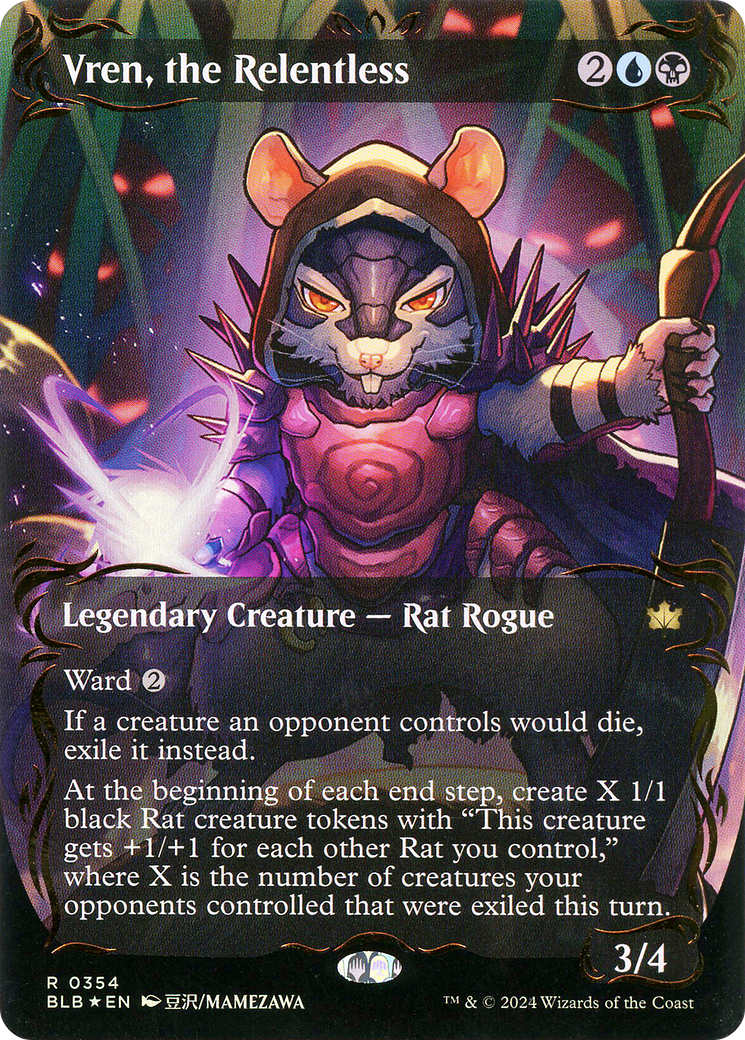 Vren, the Relentless 2
Legendary Creature — Rat Rogue
Ward 2
If a creature an opponent controls would die,
exile it instead.
At the beginning of each end step, create X 1/1
black Rat creature tokens with “This creature
gets +1/+1 for each other Rat you control,”
where X is the number of creatures your
opponents controlled that were exiled this turn.
3/4
R 0354
BLB ★ EN 豆沢/MAMEZAWA ™ & © 2024 Wizards of the Coast